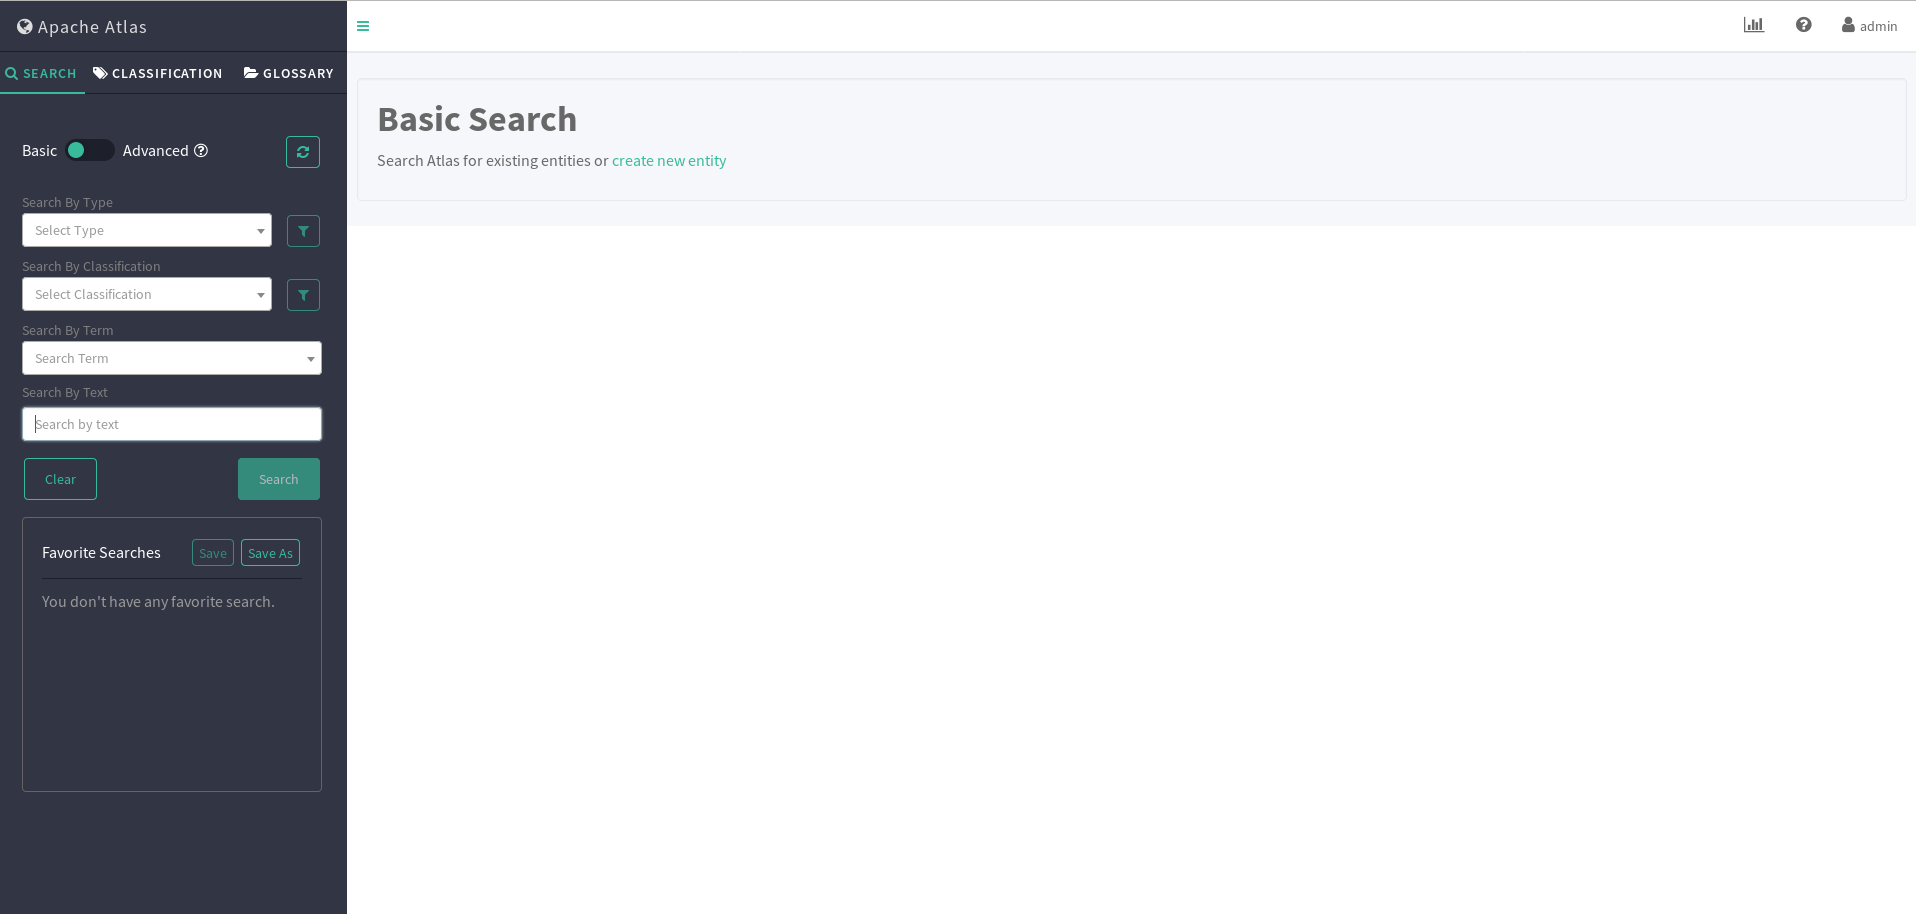 Apache Atlas
admin
SEARCH CLASSIFICATION GLOSSARY
Basic Advanced
Search By Type
Select Type
Search By Classification
Select Classification
Search By Term
Search Term
Search By Text
Search by text
Clear Search
Favorite Searches Save Save As
You don't have any favorite search.
Basic Search
Search Atlas for existing entities or create new entity